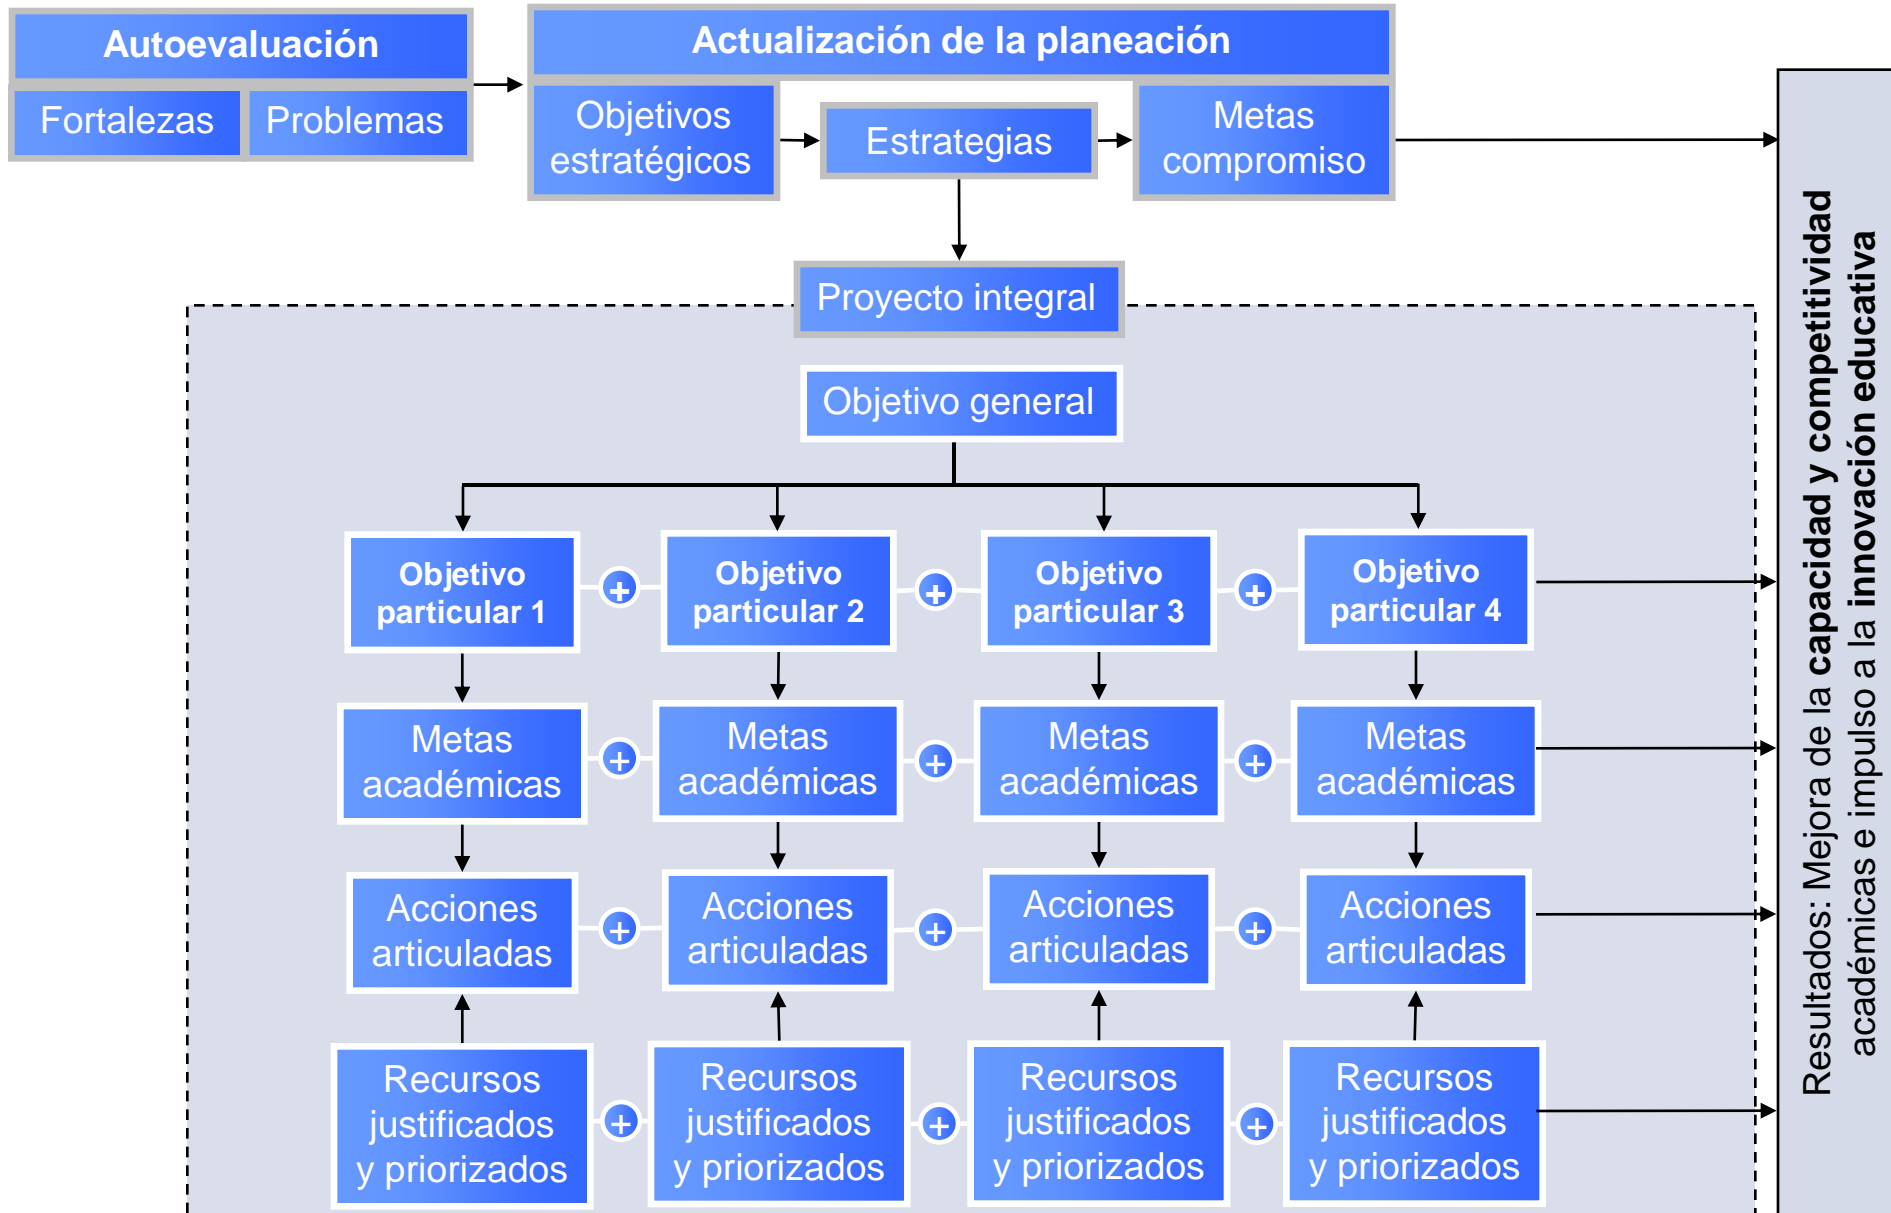 Autoevaluación
Fortalezas
Problemas
Actualización de la planeación
Objetivos
estratégicos
Estrategias
Metas
compromiso
Proyecto integral
Objetivo general
Objetivo
particular 1
+
Objetivo
particular 2
+
Objetivo
particular 3
+
Objetivo
particular 4
Metas
académicas
+
Metas
académicas
+
Metas
académicas
+
Metas
académicas
Acciones
articuladas
+
Acciones
articuladas
+
Acciones
articuladas
+
Acciones
articuladas
Recursos
justificados
y priorizados
+
Recursos
justificados
y priorizados
+
Recursos
justificados
y priorizados
+
Recursos
justificados
y priorizados
Resultados: Mejora de la capacidad y competitividad
académicas e impulso a la innovación educativa